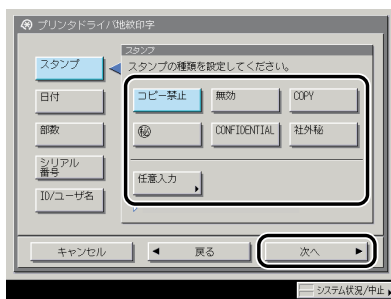 プリンタドライバ地紋印字
スタンプ
スタンプ
スタンプの種類を設定してください。
日付
コピー禁止
無効
COPY
部数
㊙
CONFIDENTIAL
社外秘
シリアル
番号
任意入力
ID/ユーザ名
キャンセル
戻る
次へ
システム状況/中止